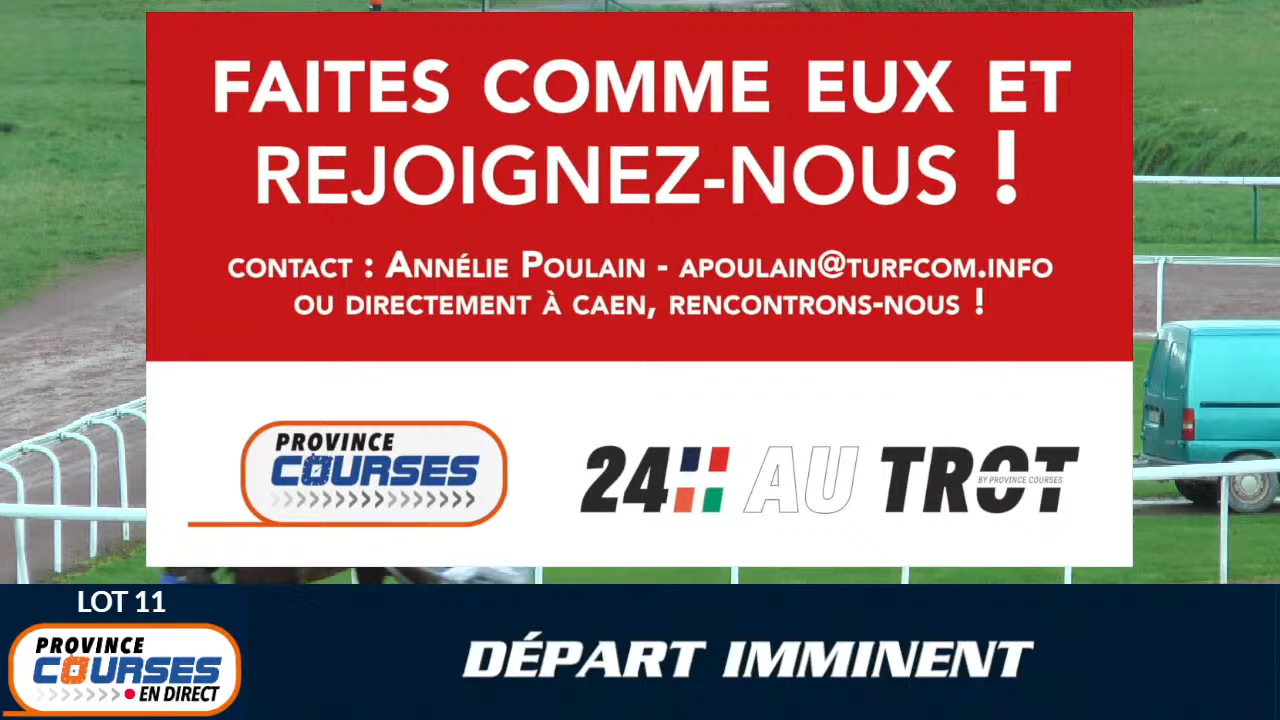 FAITES COMME EUX ET
REJOIGNEZ-NOUS !
CONTACT : ANNÉLIE POULAIN - APOULAIN@TURFCOM.INFO
OU DIRECTEMENT À CAEN, RENCONTRONS-NOUS !
PROVINCE
COURSES
24H AU TROT
BY PROVINCE COURSES
LOT 11
PROVINCE
COURSES
EN DIRECT
DÉPART IMMINENT